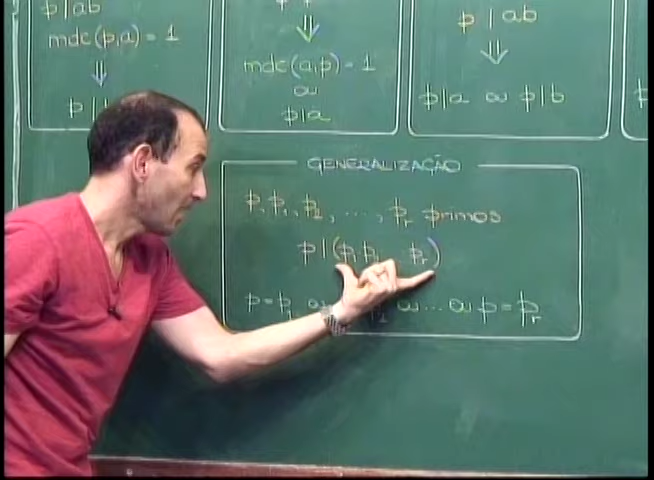 p|ab
mdc(p,a) = 1
⇓
⇓
mdc(a,p) = 1
ou
p|a
p|ab
⇓
p|a ou p|b
GENERALIZAÇÃO
p, p₁, p₂, ..., pᵣ primos
p|(p₁p₂ pᵣ)
p = p₁ ou ... ou p = pᵣ